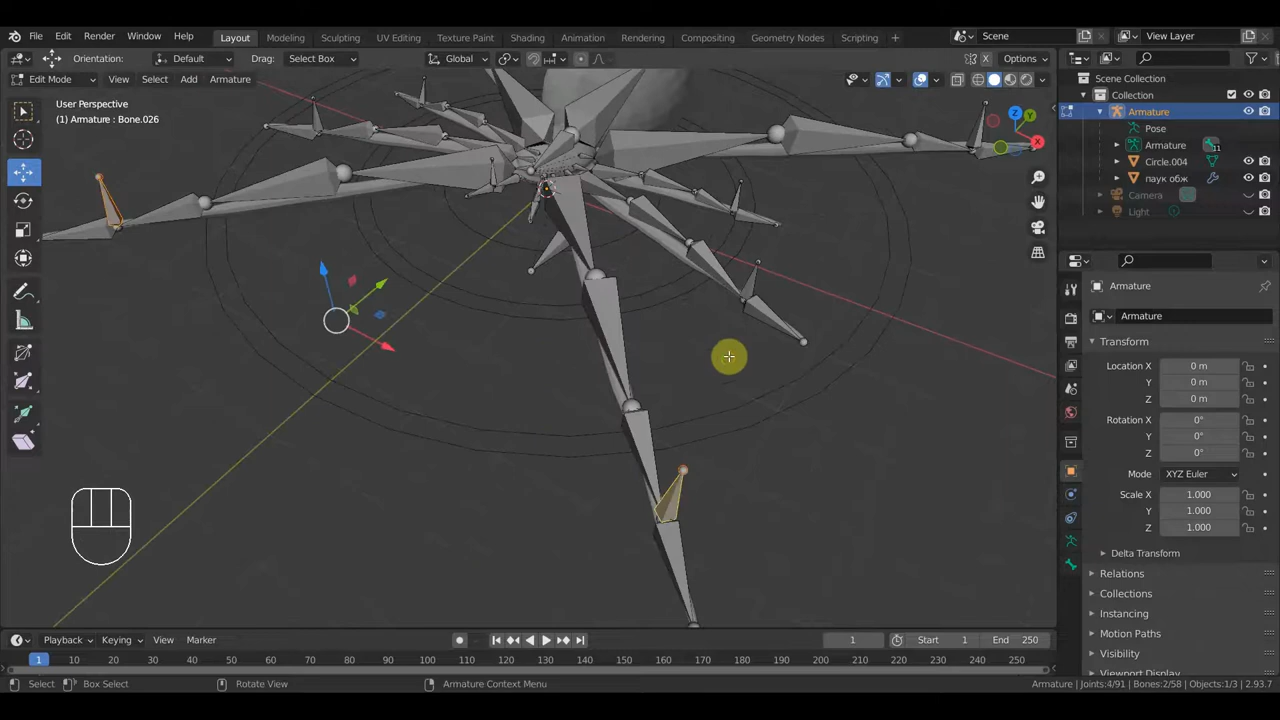 File Edit Render Window Help Layout Modeling Sculpting UV Editing Texture Paint Shading Animation Rendering Compositing Geometry Nodes Scripting + Scene View Layer
Orientation: Default Drag: Select Box Global Options
Edit Mode View Select Add Armature
User Perspective
(1) Armature : Bone.026
X
Y
Z
Scene Collection
Collection
Armature
Pose
Armature 11
Circle.004
паук обж
Camera
Light
Armature
Armature
Transform
Location X 0 m
Y 0 m
Z 0 m
Rotation X 0°
Y 0°
Z 0°
Mode XYZ Euler
Scale X 1.000
Y 1.000
Z 1.000
Delta Transform
Relations
Collections
Instancing
Motion Paths
Visibility
Viewport Display
Playback Keying View Marker 1 Start 1 End 250
1 10 20 30 40 50 60 70 80 90 100 110 120 130 140 150 160 170 180 190 200 210 220 230 240 250
Select Box Select Rotate View Armature Context Menu Armature | Joints:4/91 | Bones:2/58 | Objects:1/3 | 2.93.7